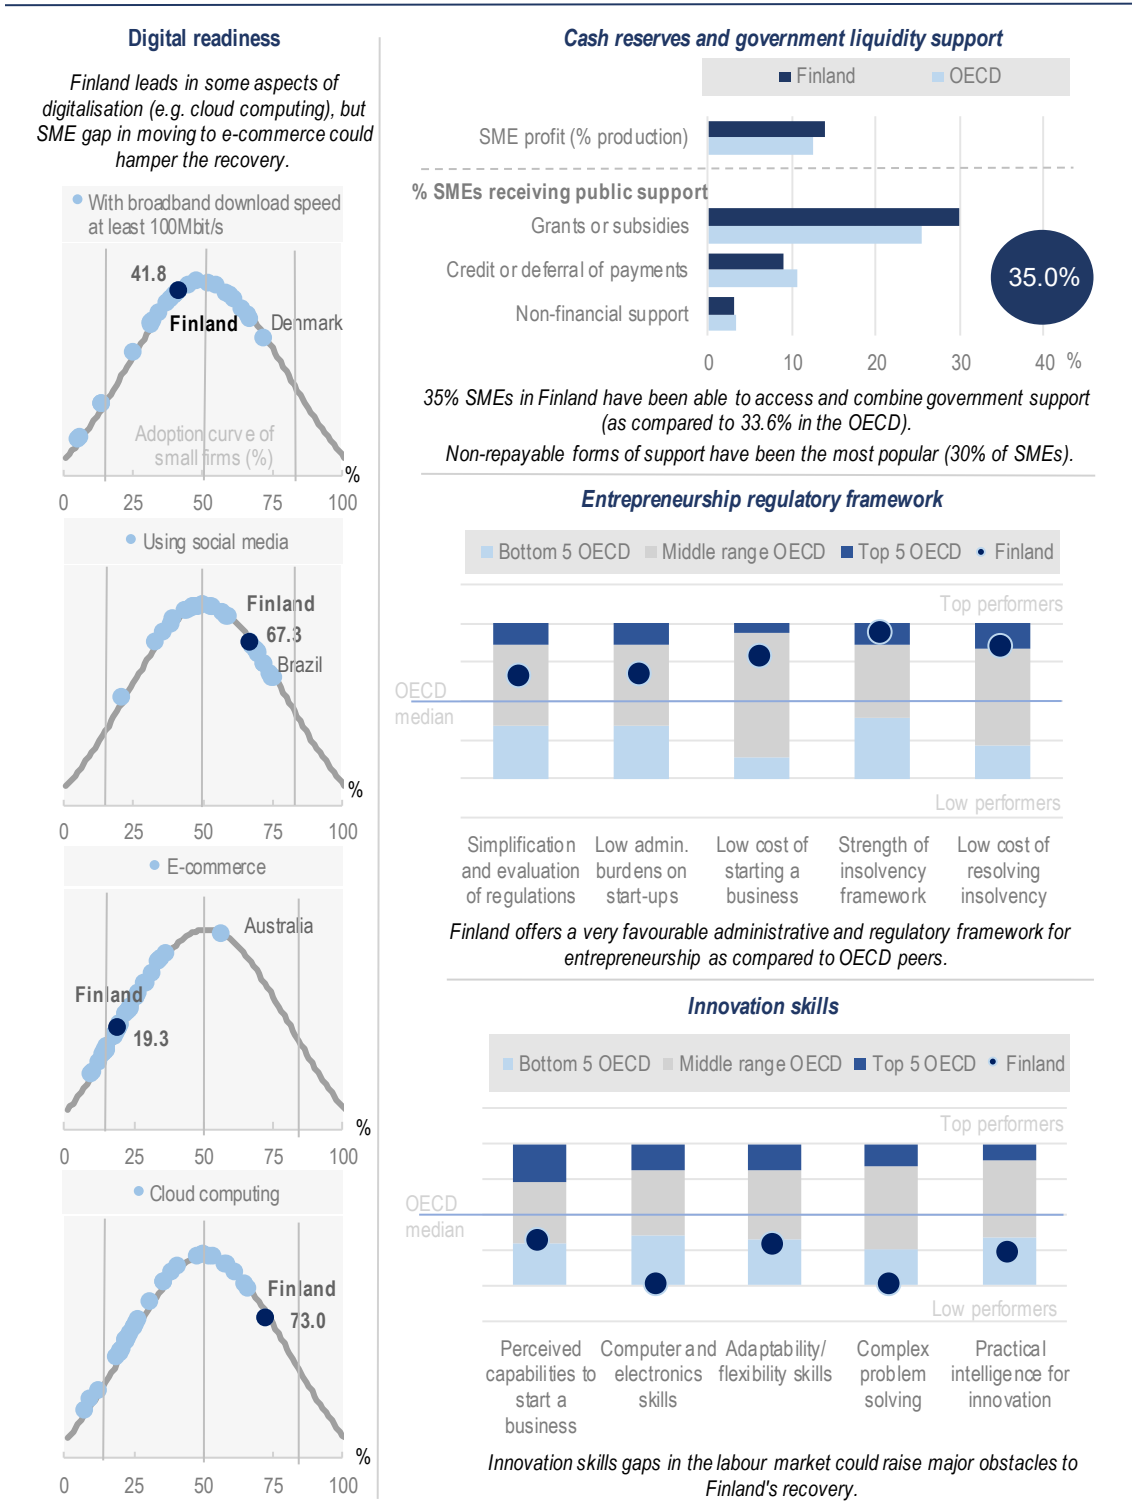 Digital readiness
Finland leads in some aspects of
digitalisation (e.g. cloud computing), but
SME gap in moving to e-commerce could
hamper the recovery.
With broadband download speed
at least 100Mbit/s
41.8
Finland
Denmark
Adoption curve of
small firms (%)
%
0 25 50 75 100
Using social media
Finland
67.3
Brazil
%
0 25 50 75 100
E-commerce
Australia
Finland
19.3
%
0 25 50 75 100
Cloud computing
Finland
73.0
%
0 25 50 75 100
Cash reserves and government liquidity support
Finland OECD
SME profit (% production)
% SMEs receiving public support
Grants or subsidies
Credit or deferral of payments
Non-financial support
35.0%
0 10 20 30 40 %
35% SMEs in Finland have been able to access and combine government support
(as compared to 33.6% in the OECD).
Non-repayable forms of support have been the most popular (30% of SMEs).
Entrepreneurship regulatory framework
Bottom 5 OECD Middle range OECD Top 5 OECD Finland
Top performers
OECD
median
Low performers
Simplification
and evaluation
of regulations
Low admin.
burdens on
start-ups
Low cost of
starting a
business
Strength of
insolvency
framework
Low cost of
resolving
insolvency
Finland offers a very favourable administrative and regulatory framework for
entrepreneurship as compared to OECD peers.
Innovation skills
Bottom 5 OECD Middle range OECD Top 5 OECD Finland
Top performers
OECD
median
Low performers
Perceived
capabilities to
start a
business
Computer and
electronics
skills
Adaptability/
flexibility skills
Complex
problem
solving
Practical
intelligence for
innovation
Innovation skills gaps in the labour market could raise major obstacles to
Finland's recovery.